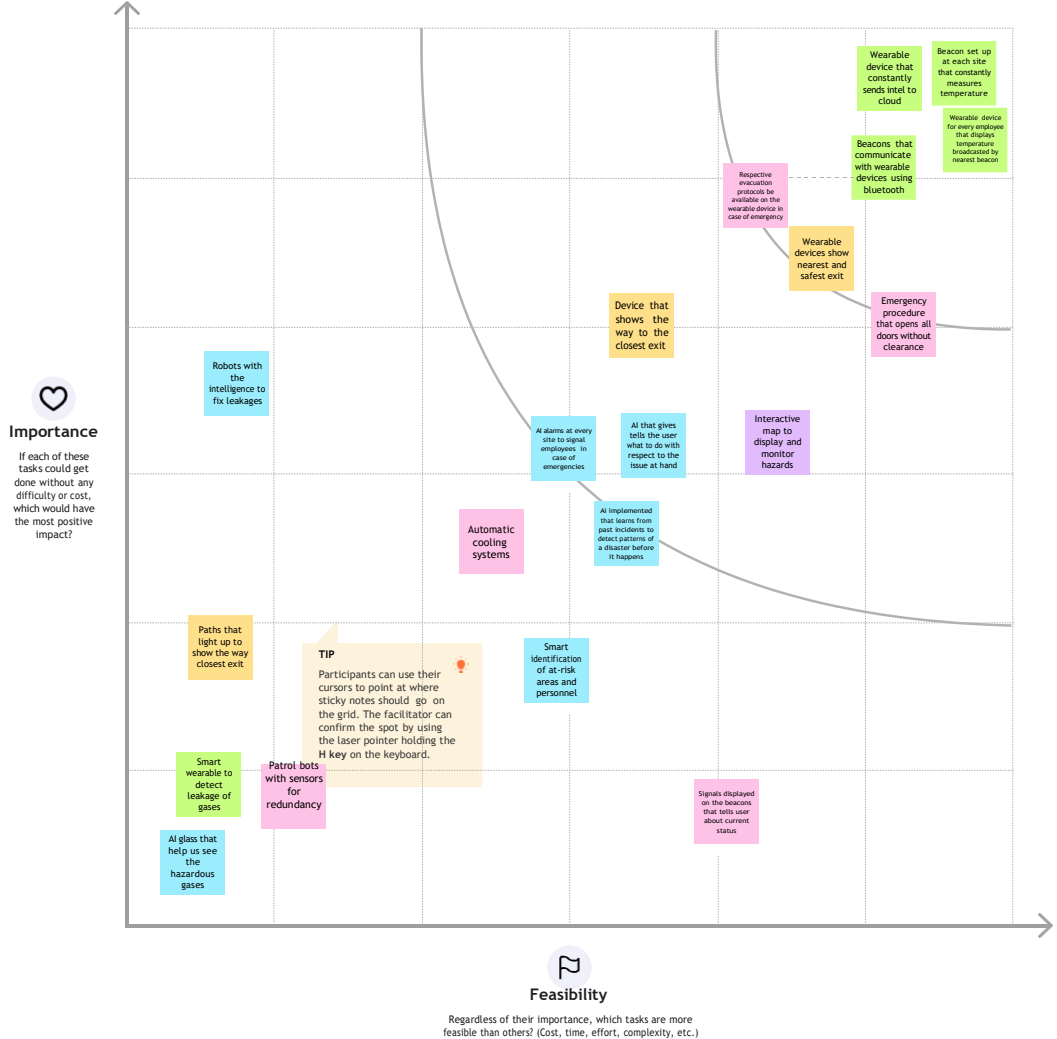 Wearable
device that
constantly
sends intel to
cloud
Beacon set up
at each site
that constantly
measures
temperature
Wearable device
for every employee
that displays
temperature
broadcasted by
nearest beacon
Beacons that
communicate
with wearable
devices using
bluetooth
Respective
evacuation
protocols be
available on the
wearable device in
case of emergency
Wearable
devices show
nearest and
safest exit
Device that
shows the
way to the
closest exit
Emergency
procedure
that opens all
doors without
clearance
Robots with
the
intelligence to
fix leakages
Importance
If each of these
tasks could get
done without any
difficulty or cost,
which would have
the most positive
impact?
AI alarms at every
site to signal
employees in
case of
emergencies
AI that gives
tells the user
what to do with
respect to the
issue at hand
Interactive
map to
display and
monitor
hazards
Automatic
cooling
systems
Ai implemented
that learns from
past incidents to
detect patterns of
a disaster before
it happens
Paths that
light up to
show the way
closest exit
TIP
Participants can use their
cursors to point at where
sticky notes should go on
the grid. The facilitator can
confirm the spot by using
the laser pointer holding the
H key on the keyboard.
Smart
identification
of at-risk
areas and
personnel
Smart
wearable to
detect
leakage of
gases
Patrol bots
with sensors
for
redundancy
Signals displayed
on the beacons
that tells user
about current
status
AI glass that
help us see
the
hazardous
gases
Feasibility
Regardless of their importance, which tasks are more
feasible than others? (Cost, time, effort, complexity, etc.)